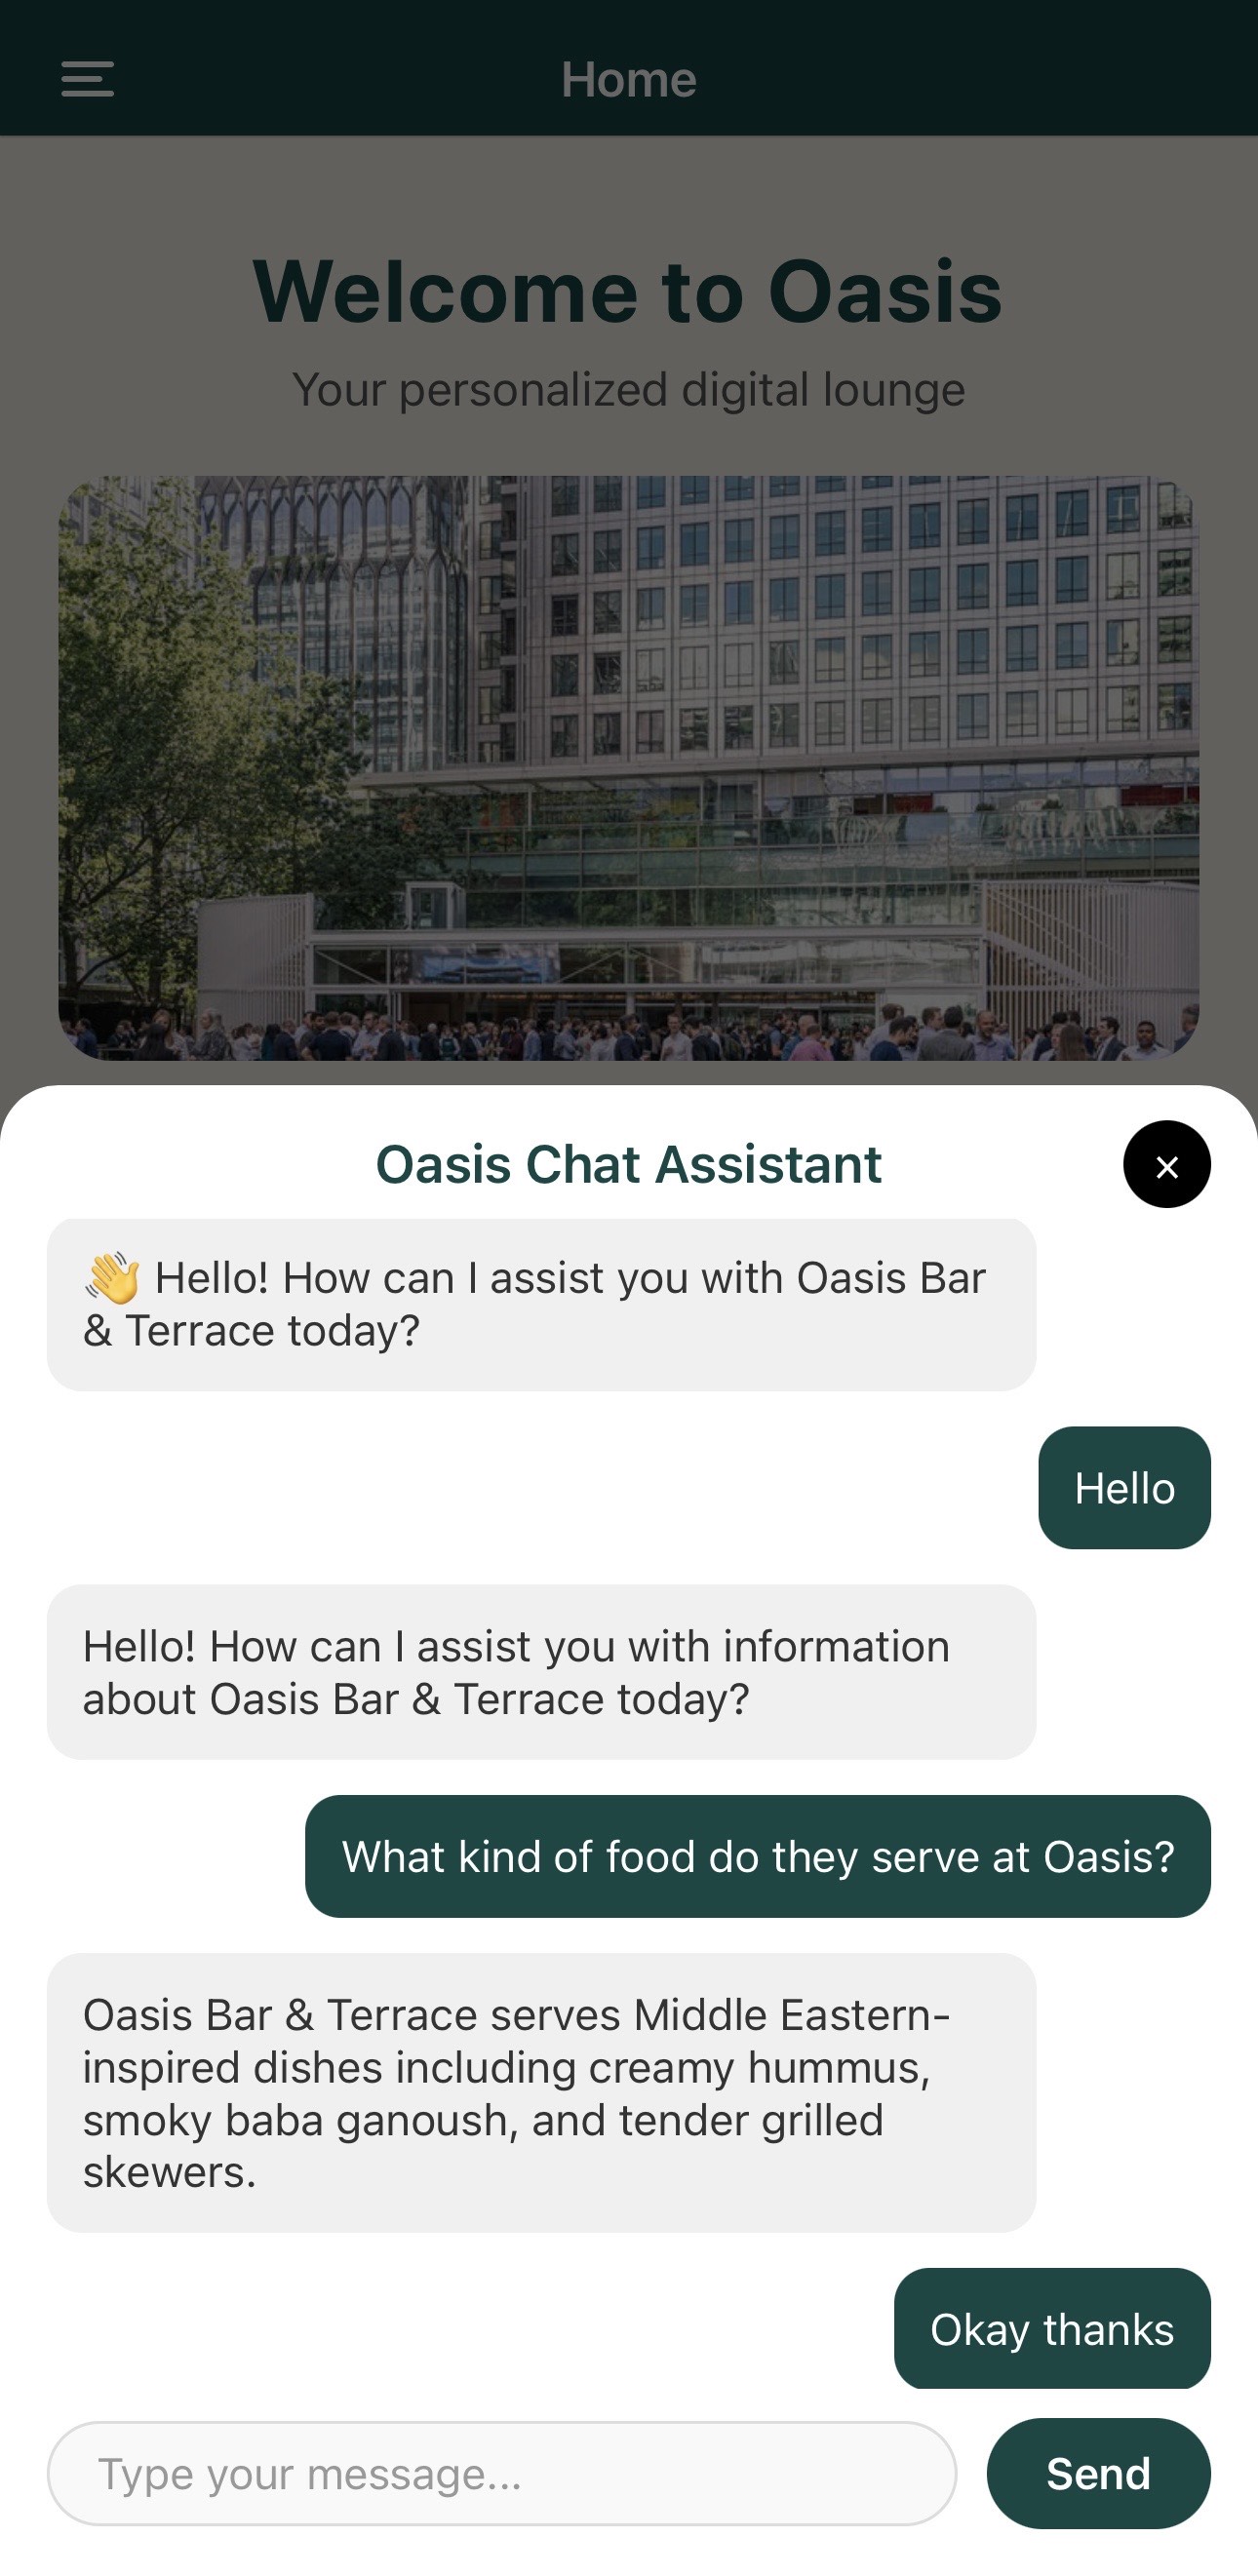 Home
Welcome to Oasis
Your personalized digital lounge
Oasis Chat Assistant
×
👋 Hello! How can I assist you with Oasis Bar
& Terrace today?
Hello
Hello! How can I assist you with information
about Oasis Bar & Terrace today?
What kind of food do they serve at Oasis?
Oasis Bar & Terrace serves Middle Eastern-
inspired dishes including creamy hummus,
smoky baba ganoush, and tender grilled
skewers.
Okay thanks
Type your message...
Send